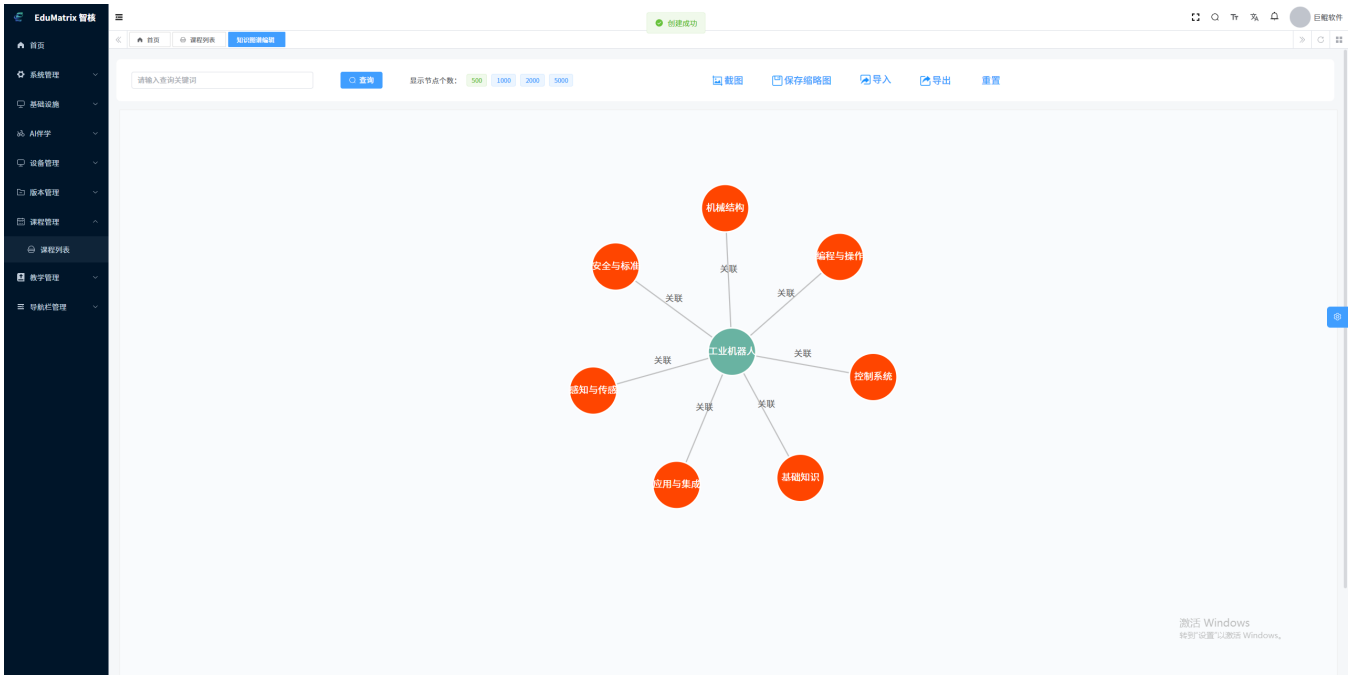 EduMatrix 智核
创建成功
巨鲲软件
首页
系统管理
基础设施
AI伴学
设备管理
版本管理
课程管理
课程列表
教学管理
导航栏管理
首页
课程列表
知识图谱编辑
请输入查询关键词
查询
显示节点个数: 500 1000 2000 5000
截图
保存缩略图
导入
导出
重置
机械结构
编程与操作
安全与标准
关联
关联
关联
工业机器人
关联
关联
控制系统
感知与传感
关联
关联
基础知识
应用与集成
激活 Windows
转到"设置"以激活 Windows。